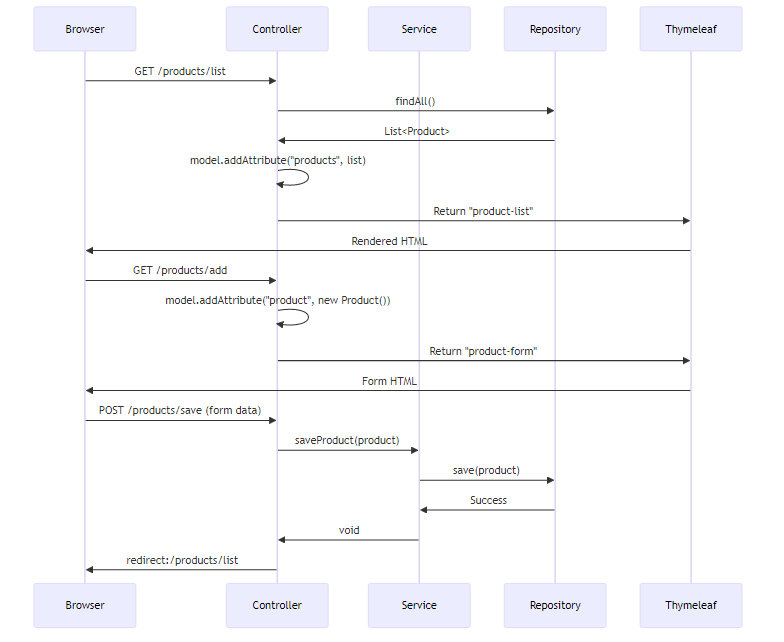 Browser
Controller
Service
Repository
Thymeleaf
GET /products/list
findAll()
List<Product>
model.addAttribute("products", list)
Return "product-list"
Rendered HTML
GET /products/add
model.addAttribute("product", new Product())
Return "product-form"
Form HTML
POST /products/save (form data)
saveProduct(product)
save(product)
Success
void
redirect:/products/list
Browser
Controller
Service
Repository
Thymeleaf